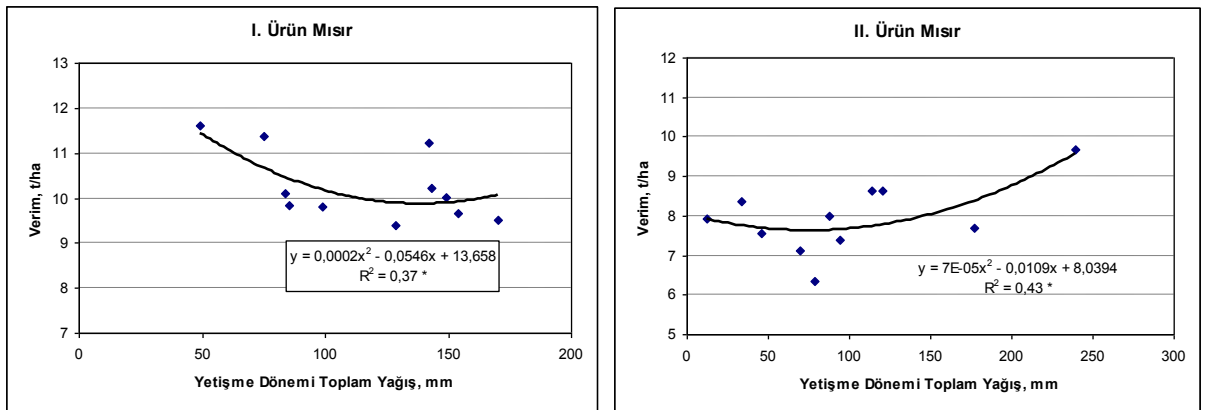 I. Ürün Mısır
13
12
11
10
9
8
7
Verim, t/ha
y = 0,0002x² - 0,0546x + 13,658
R² = 0,37 *
0
50
100
150
200
Yetişme Dönemi Toplam Yağış, mm
II. Ürün Mısır
12
11
10
9
8
7
6
5
Verim, t/ha
y = 7E-05x² - 0,0109x + 8,0394
R² = 0,43 *
0
50
100
150
200
250
300
Yetişme Dönemi Toplam Yağış, mm